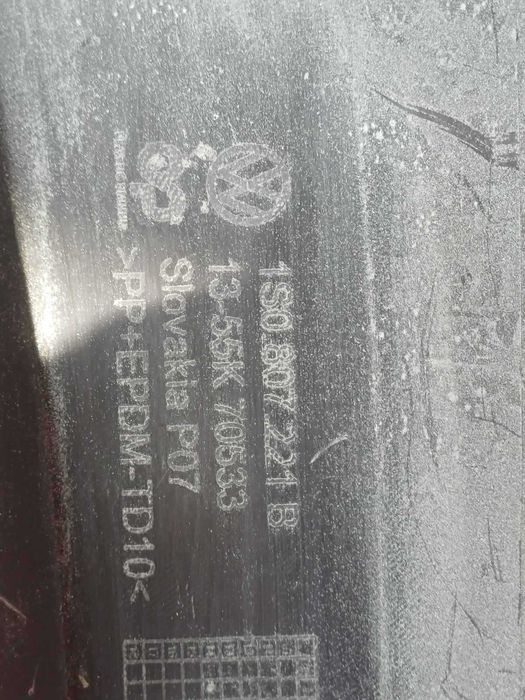 1S0.807.221 B
13-55K 70533
Slovakia P07
>PP+EPDM-TD10<